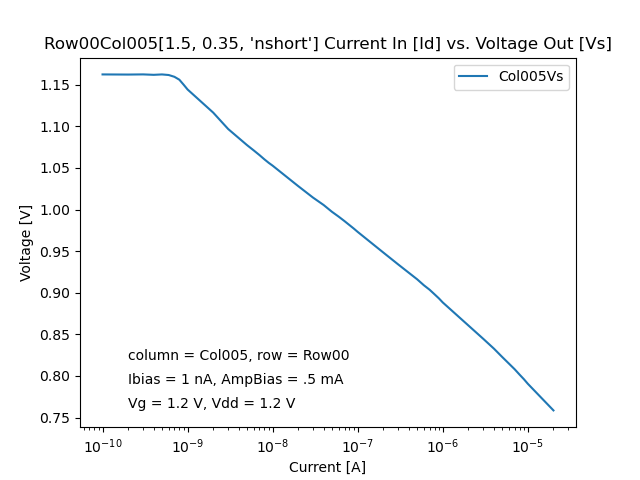 Row00Col005[1.5, 0.35, 'nshort'] Current In [Id] vs. Voltage Out [Vs]
Col005Vs
1.15
1.10
1.05
1.00
0.95
0.90
0.85
0.80
0.75
Voltage [V]
column = Col005, row = Row00
Ibias = 1 nA, AmpBias = .5 mA
Vg = 1.2 V, Vdd = 1.2 V
10⁻¹⁰ 10⁻⁹ 10⁻⁸ 10⁻⁷ 10⁻⁶ 10⁻⁵
Current [A]